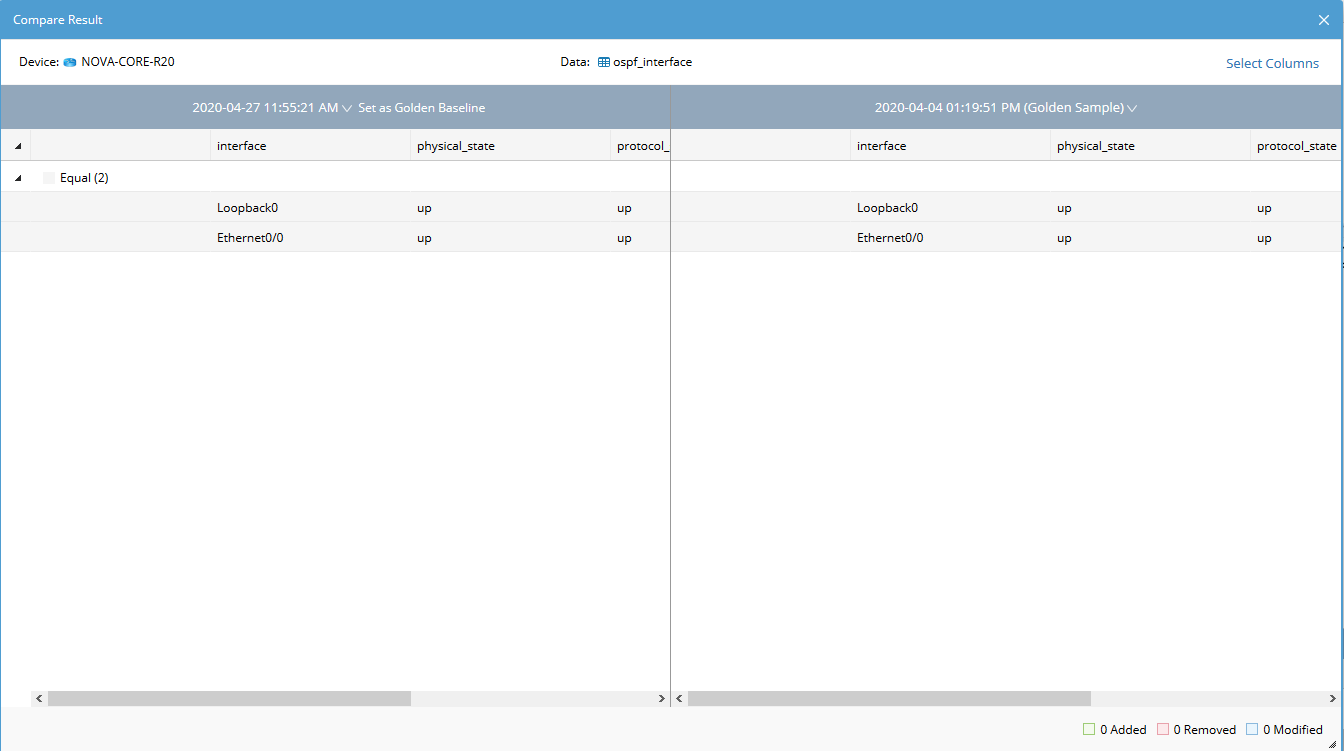 Compare Result
Device: NOVA-CORE-R20 Data: ospf_interface Select Columns
2020-04-27 11:55:21 AM Set as Golden Baseline 2020-04-04 01:19:51 PM (Golden Sample)
interface physical_state protocol_ interface physical_state protocol_state
Equal (2)
Loopback0 up up Loopback0 up up
Ethernet0/0 up up Ethernet0/0 up up
0 Added 0 Removed 0 Modified